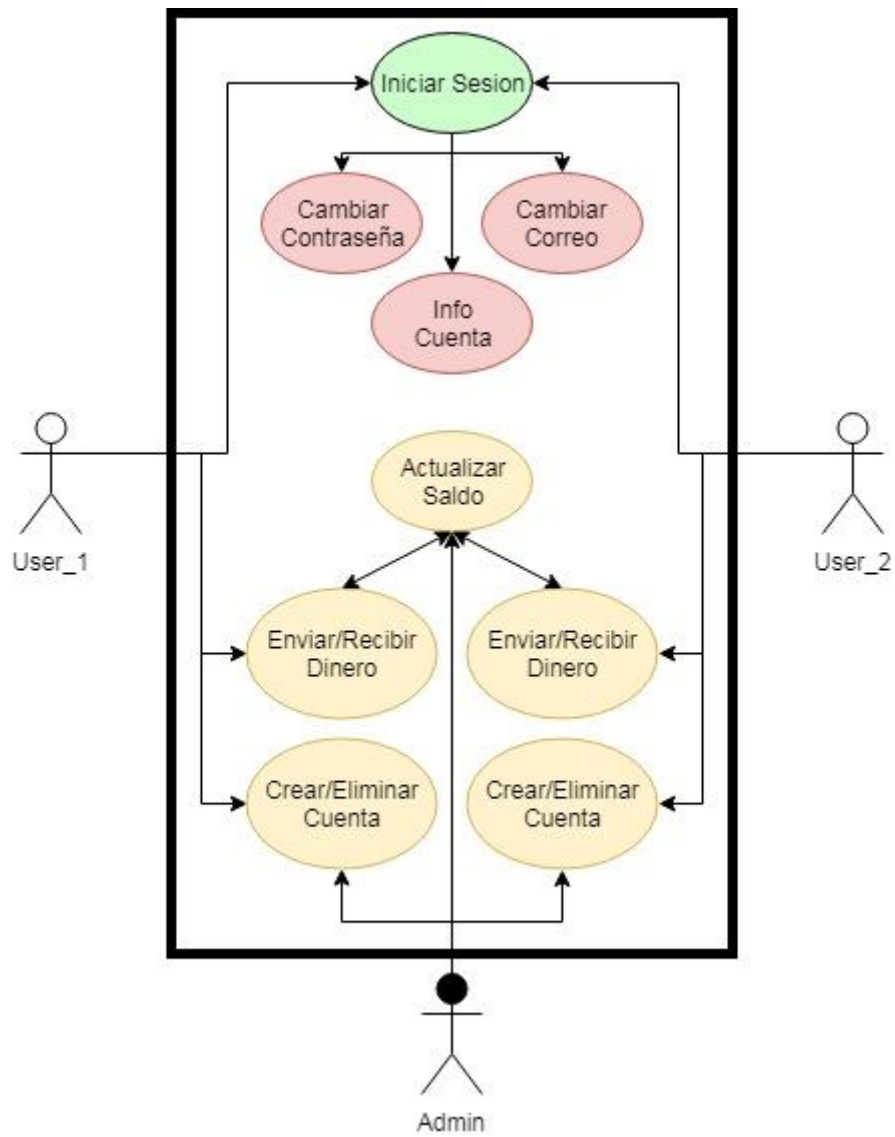 Iniciar Sesion
Cambiar
Contraseña
Cambiar
Correo
Info
Cuenta
Actualizar
Saldo
User_1
User_2
Enviar/Recibir
Dinero
Enviar/Recibir
Dinero
Crear/Eliminar
Cuenta
Crear/Eliminar
Cuenta
Admin